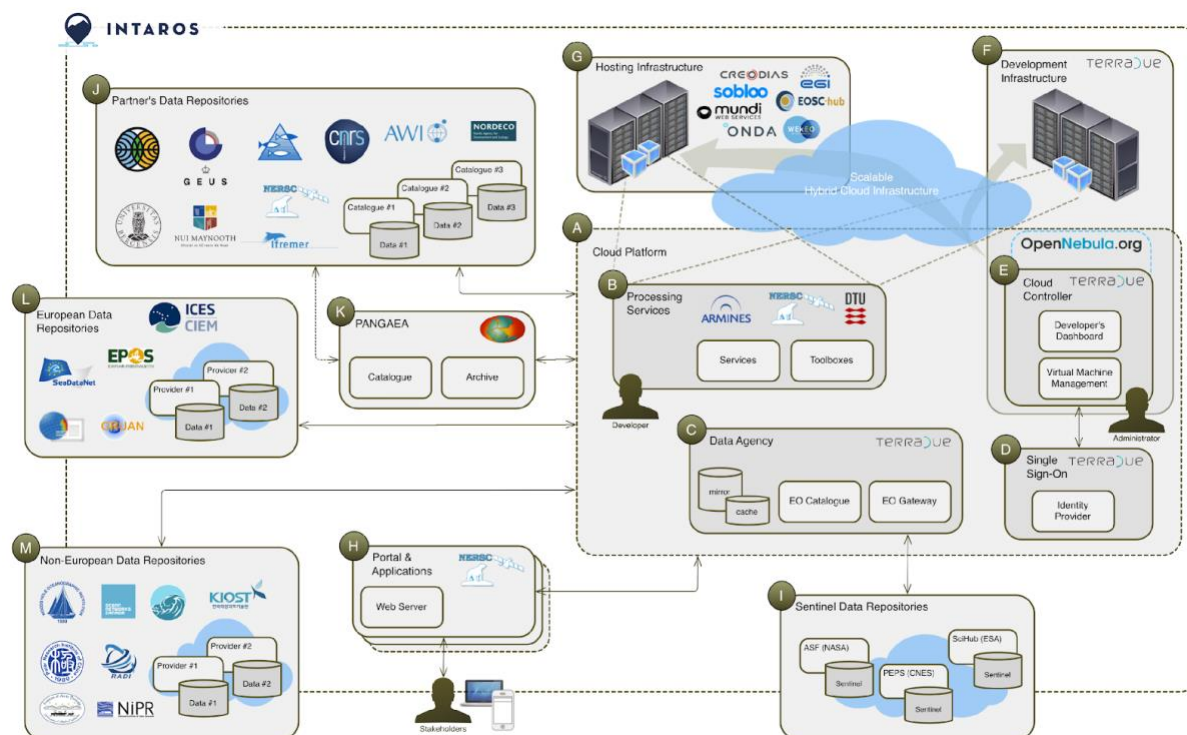 INTAROS
J
Partner's Data Repositories
GEUS
cnrs
AWI
NORDECO
NERSC
NUI MAYNOOTH
Ifremer
Catalogue #1
Catalogue #2
Catalogue #3
Data #1
Data #2
Data #3
G
Hosting Infrastructure
CREODIAS
sobloo
mundi
WEB SERVICES
ONDA
EGI
EOSC-hub
WEkEO
F
Development
Infrastructure
TERRADUE
Scalable
Hybrid Cloud Infrastructure
A
Cloud Platform
OpenNebula.org
B
Processing
Services
ARMINES
NERSC
DTU
Services
Toolboxes
Developer
E
Cloud
Controller
TERRADUE
Developer's
Dashboard
Virtual Machine
Management
Administrator
L
European Data
Repositories
ICES
CIEM
EPOS
SeaDataNet
Provider #1
Provider #2
Data #1
Data #2
K
PANGAEA
Catalogue
Archive
C
Data Agency
TERRADUE
mirror
cache
EO Catalogue
EO Gateway
D
Single
Sign-On
TERRADUE
Identity
Provider
M
Non-European Data Repositories
KIOST
1930
RADI
NiPR
Provider #1
Provider #2
Data #1
Data #2
H
Portal &
Applications
NERSC
Web Server
Stakeholders
I
Sentinel Data Repositories
ASF (NASA)
Sentinel
PEPS (CNES)
Sentinel
SciHub (ESA)
Sentinel